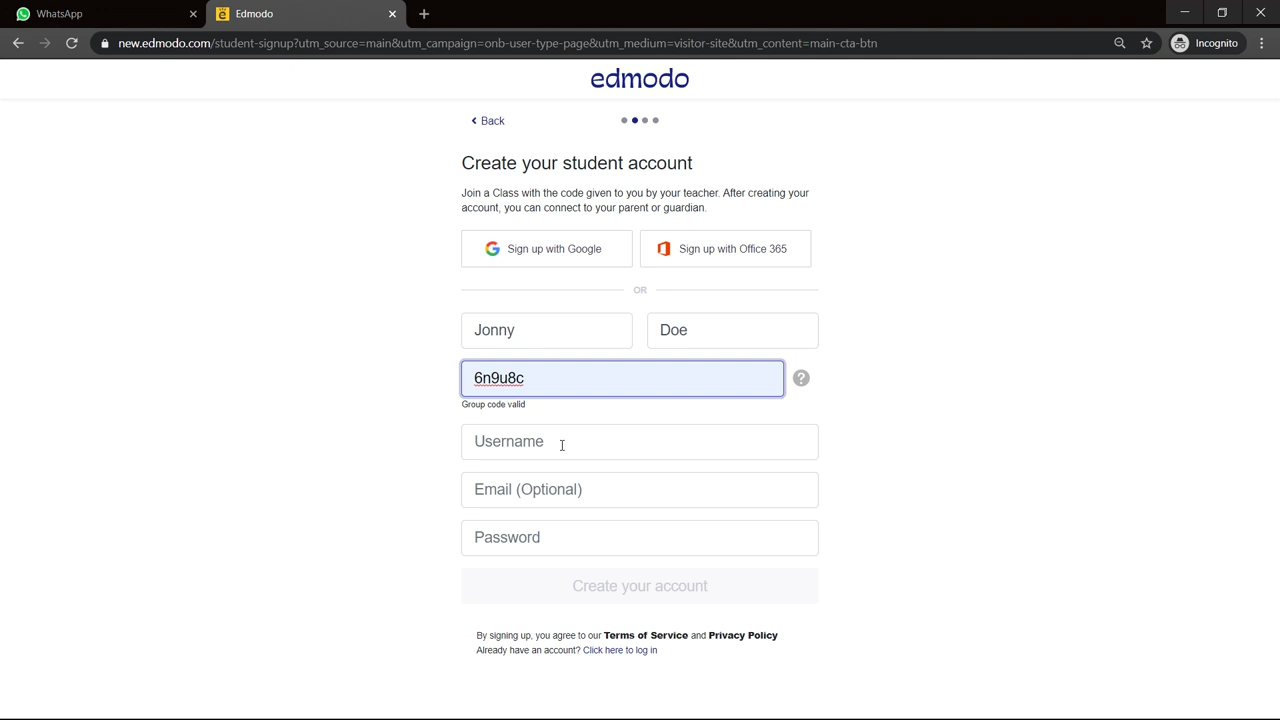 WhatsApp
Edmodo
new.edmodo.com/student-signup?utm_source=main&utm_campaign=onb-user-type-page&utm_medium=visitor-site&utm_content=main-cta-btn
Incognito
edmodo
Back
Create your student account
Join a Class with the code given to you by your teacher. After creating your
account, you can connect to your parent or guardian.
Sign up with Google
Sign up with Office 365
OR
Jonny
Doe
6n9u8c
?
Group code valid
Username
Email (Optional)
Password
Create your account
By signing up, you agree to our Terms of Service and Privacy Policy
Already have an account? Click here to log in